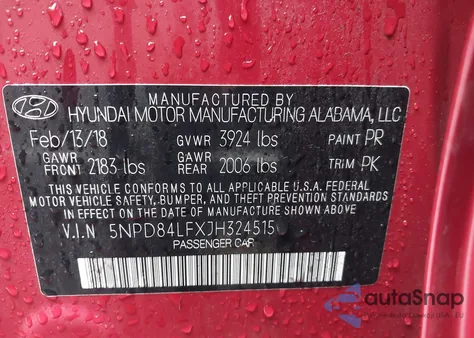 MANUFACTURED BY
HYUNDAI MOTOR MANUFACTURING ALABAMA, LLC
Feb/13/18 GVWR 3924 lbs PAINT PR
GAWR FRONT 2183 lbs GAWR REAR 2006 lbs TRIM PK
THIS VEHICLE CONFORMS TO ALL APPLICABLE U.S.A. FEDERAL
MOTOR VEHICLE SAFETY, BUMPER, AND THEFT PREVENTION STANDARDS
IN EFFECT ON THE DATE OF MANUFACTURE SHOWN ABOVE.
V.I.N 5NPD84LFXJH324515
PASSENGER CAR
autoSnap